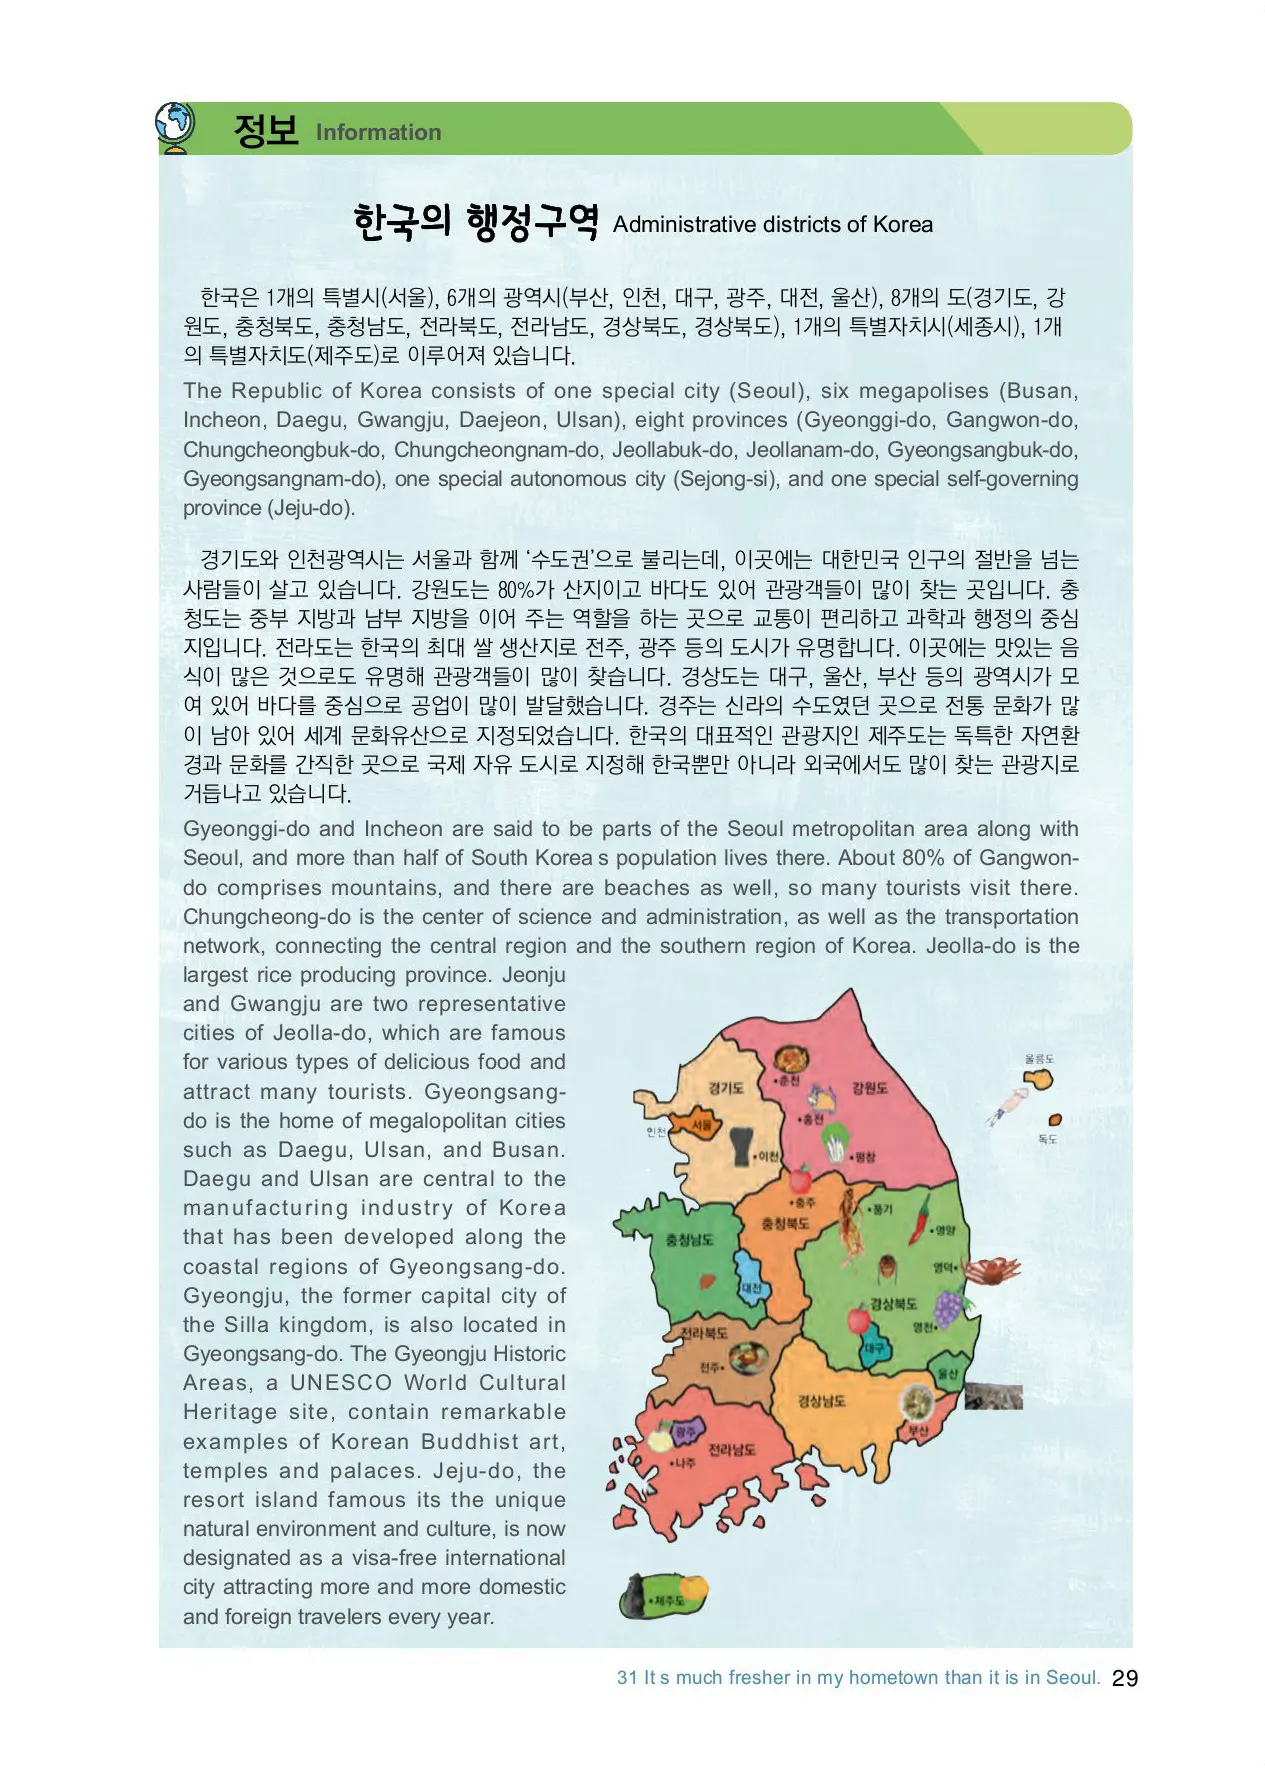 정보 Information
한국의 행정구역 Administrative districts of Korea
한국은 1개의 특별시(서울), 6개의 광역시(부산, 인천, 대구, 광주, 대전, 울산), 8개의 도(경기도, 강
원도, 충청북도, 충청남도, 전라북도, 전라남도, 경상북도, 경상북도), 1개의 특별자치시(세종시), 1개
의 특별자치도(제주도)로 이루어져 있습니다.
The Republic of Korea consists of one special city (Seoul), six megapolises (Busan,
Incheon, Daegu, Gwangju, Daejeon, Ulsan), eight provinces (Gyeonggi-do, Gangwon-do,
Chungcheongbuk-do, Chungcheongnam-do, Jeollabuk-do, Jeollanam-do, Gyeongsangbuk-do,
Gyeongsangnam-do), one special autonomous city (Sejong-si), and one special self-governing
province (Jeju-do).
경기도와 인천광역시는 서울과 함께 ‘수도권’으로 불리는데, 이곳에는 대한민국 인구의 절반을 넘는
사람들이 살고 있습니다. 강원도는 80%가 산지이고 바다도 있어 관광객들이 많이 찾는 곳입니다. 충
청도는 중부 지방과 남부 지방을 이어 주는 역할을 하는 곳으로 교통이 편리하고 과학과 행정의 중심
지입니다. 전라도는 한국의 최대 쌀 생산지로 전주, 광주 등의 도시가 유명합니다. 이곳에는 맛있는 음
식이 많은 것으로도 유명해 관광객들이 많이 찾습니다. 경상도는 대구, 울산, 부산 등의 광역시가 모
여 있어 바다를 중심으로 공업이 많이 발달했습니다. 경주는 신라의 수도였던 곳으로 전통 문화가 많
이 남아 있어 세계 문화유산으로 지정되었습니다. 한국의 대표적인 관광지인 제주도는 독특한 자연환
경과 문화를 간직한 곳으로 국제 자유 도시로 지정해 한국뿐만 아니라 외국에서도 많이 찾는 관광지로
거듭나고 있습니다.
Gyeonggi-do and Incheon are said to be parts of the Seoul metropolitan area along with
Seoul, and more than half of South Korea s population lives there. About 80% of Gangwon-
do comprises mountains, and there are beaches as well, so many tourists visit there.
Chungcheong-do is the center of science and administration, as well as the transportation
network, connecting the central region and the southern region of Korea. Jeolla-do is the
largest rice producing province. Jeonju
and Gwangju are two representative
cities of Jeolla-do, which are famous
for various types of delicious food and
attract many tourists. Gyeongsang-
do is the home of megalopolitan cities
such as Daegu, Ulsan, and Busan.
Daegu and Ulsan are central to the
manufacturing industry of Korea
that has been developed along the
coastal regions of Gyeongsang-do.
Gyeongju, the former capital city of
the Silla kingdom, is also located in
Gyeongsang-do. The Gyeongju Historic
Areas, a UNESCO World Cultural
Heritage site, contain remarkable
examples of Korean Buddhist art,
temples and palaces. Jeju-do, the
resort island famous its the unique
natural environment and culture, is now
designated as a visa-free international
city attracting more and more domestic
and foreign travelers every year.
울릉도
독도
경기도
•춘천
강원도
•홍천
인천
서울
•이천
•평창
•충주
충청북도
•풍기
•영양
충청남도
영덕•
대전
경상북도
영천•
전라북도
대구
전주•
울산
경상남도
부산
광주
전라남도
•나주
•제주도
31 It s much fresher in my hometown than it is in Seoul. 29